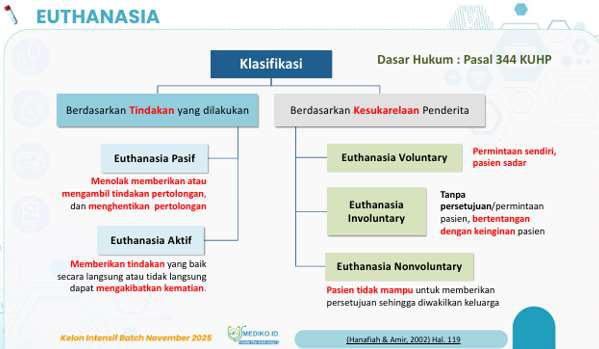 EUTHANASIA
Klasifikasi
Dasar Hukum : Pasal 344 KUHP
Berdasarkan Tindakan yang dilakukan
Berdasarkan Kesukarelaan Penderita
Euthanasia Pasif
Menolak memberikan atau
mengambil tindakan pertolongan,
dan menghentikan pertolongan
Euthanasia Aktif
Memberikan tindakan yang baik
secara langsung atau tidak langsung
dapat mengakibatkan kematian.
Euthanasia Voluntary
Permintaan sendiri,
pasien sadar
Euthanasia
Involuntary
Tanpa
persetujuan/permintaan
pasien, bertentangan
dengan keinginan pasien
Euthanasia Nonvoluntary
Pasien tidak mampu untuk memberikan
persetujuan sehingga diwakilkan keluarga
Kelon Intensif Batch November 2025
MEDIKO.ID
(Hanafiah & Amir, 2002) Hal. 119